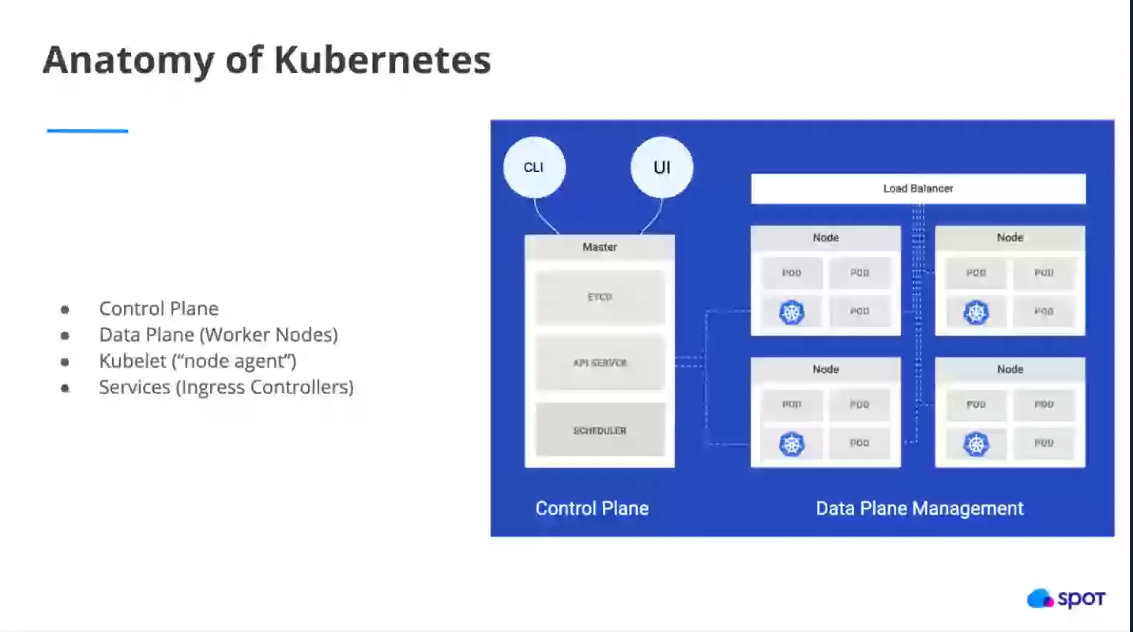 Anatomy of Kubernetes
Control Plane
Data Plane (Worker Nodes)
Kubelet (“node agent”)
Services (Ingress Controllers)
CLI
UI
Master
ETCD
API SERVER
SCHEDULER
Control Plane
Load Balancer
Node
POD POD
POD
Node
POD POD
POD
Node
POD POD
POD
Node
POD POD
POD
Data Plane Management
spot